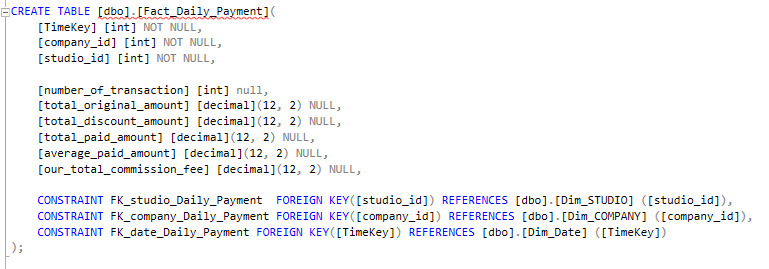 CREATE TABLE [dbo].[Fact_Daily_Payment](
[TimeKey] [int] NOT NULL,
[company_id] [int] NOT NULL,
[studio_id] [int] NOT NULL,
[number_of_transaction] [int] null,
[total_original_amount] [decimal](12, 2) NULL,
[total_discount_amount] [decimal](12, 2) NULL,
[total_paid_amount] [decimal](12, 2) NULL,
[average_paid_amount] [decimal](12, 2) NULL,
[our_total_commission_fee] [decimal](12, 2) NULL,
CONSTRAINT FK_studio_Daily_Payment  FOREIGN KEY([studio_id]) REFERENCES [dbo].[Dim_STUDIO] ([studio_id]),
CONSTRAINT FK_company_Daily_Payment FOREIGN KEY([company_id]) REFERENCES [dbo].[Dim_COMPANY] ([company_id]),
CONSTRAINT FK_date_Daily_Payment FOREIGN KEY([TimeKey]) REFERENCES [dbo].[Dim_Date] ([TimeKey])
);